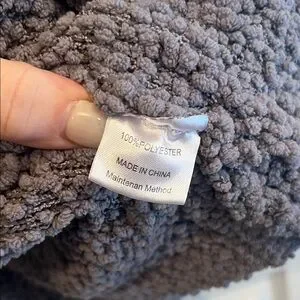 100%POLYESTER
MADE IN CHINA
Maintenan Method